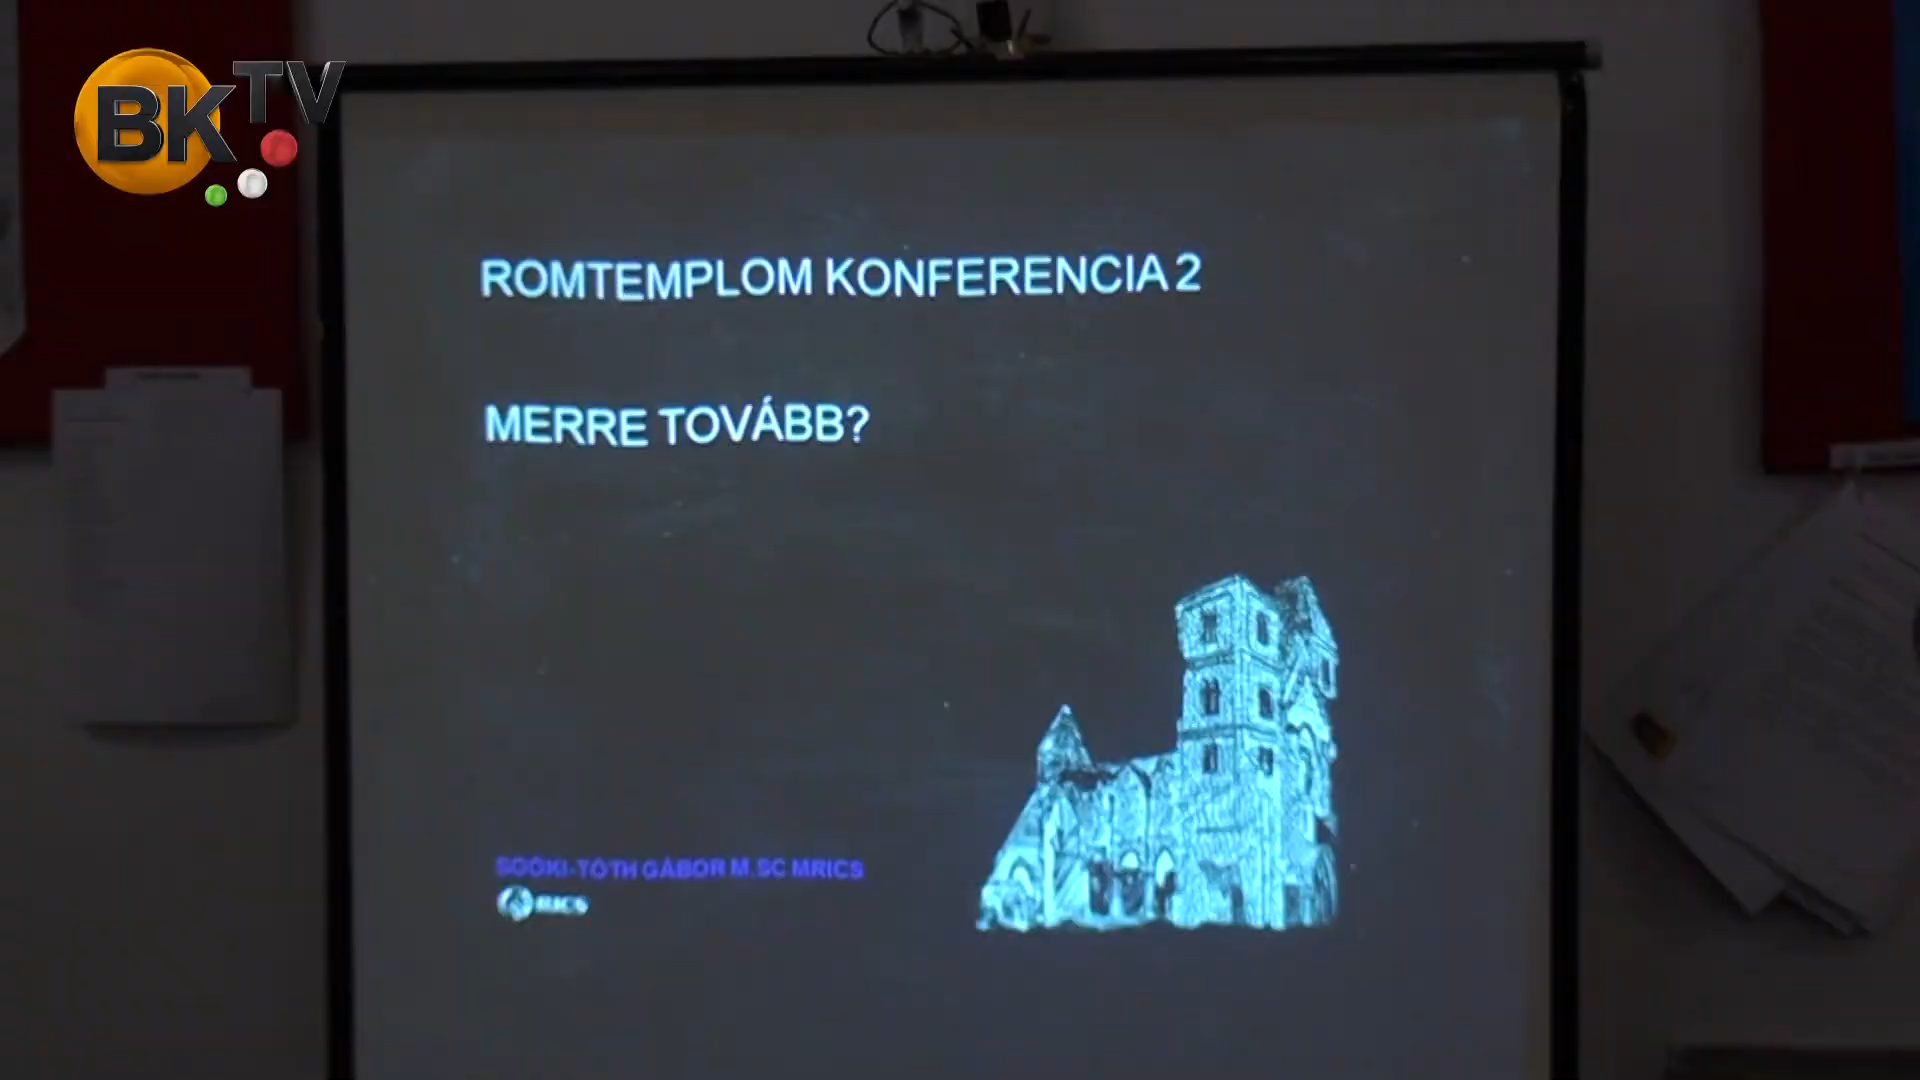 BKTV
ROMTEMPLOM KONFERENCIA 2
MERRE TOVÁBB?
SOÓKI-TÓTH GÁBOR M.SC MRICS
RICS